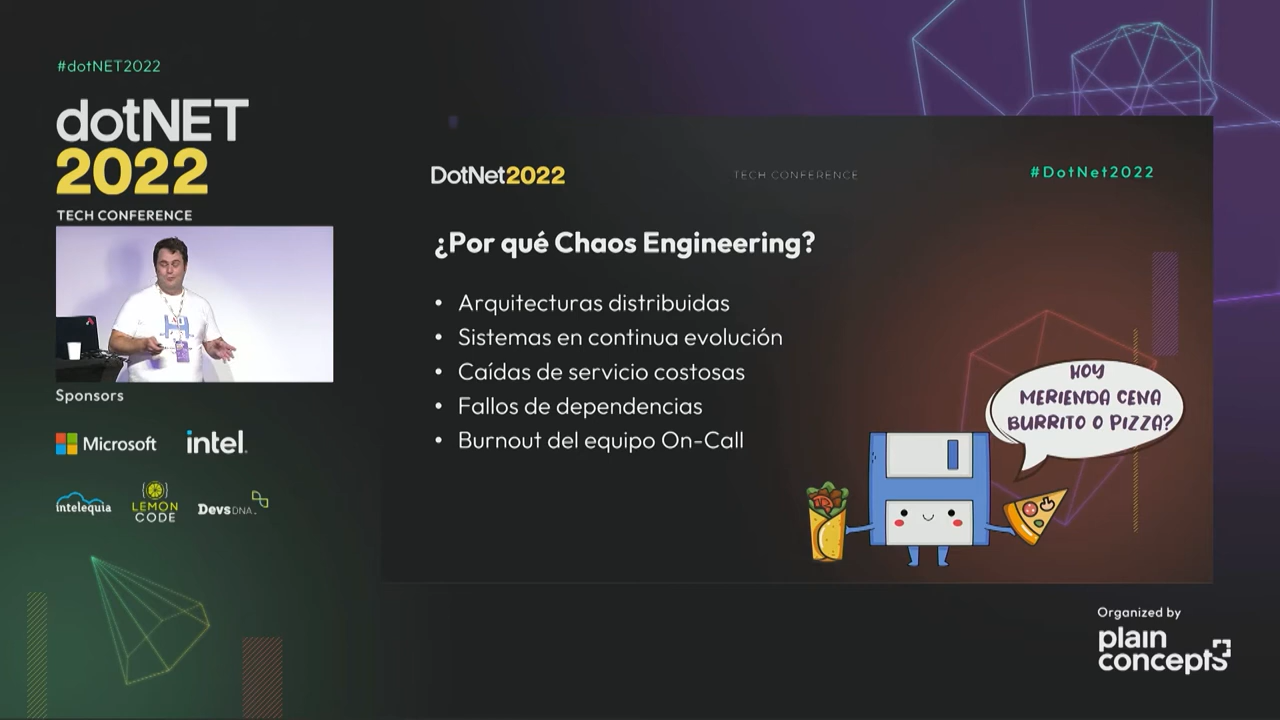 #dotNET2022
dotNET
2022
TECH CONFERENCE
Sponsors
Microsoft
intel.
intelequia
LEMON
CODE
DevsDNA.
DotNet2022
TECH CONFERENCE
#DotNet2022
¿Por qué Chaos Engineering?
• Arquitecturas distribuidas
• Sistemas en continua evolución
• Caídas de servicio costosas
• Fallos de dependencias
• Burnout del equipo On-Call
HOY
MERIENDA CENA
BURRITO O PIZZA?
Organized by
plain
concepts